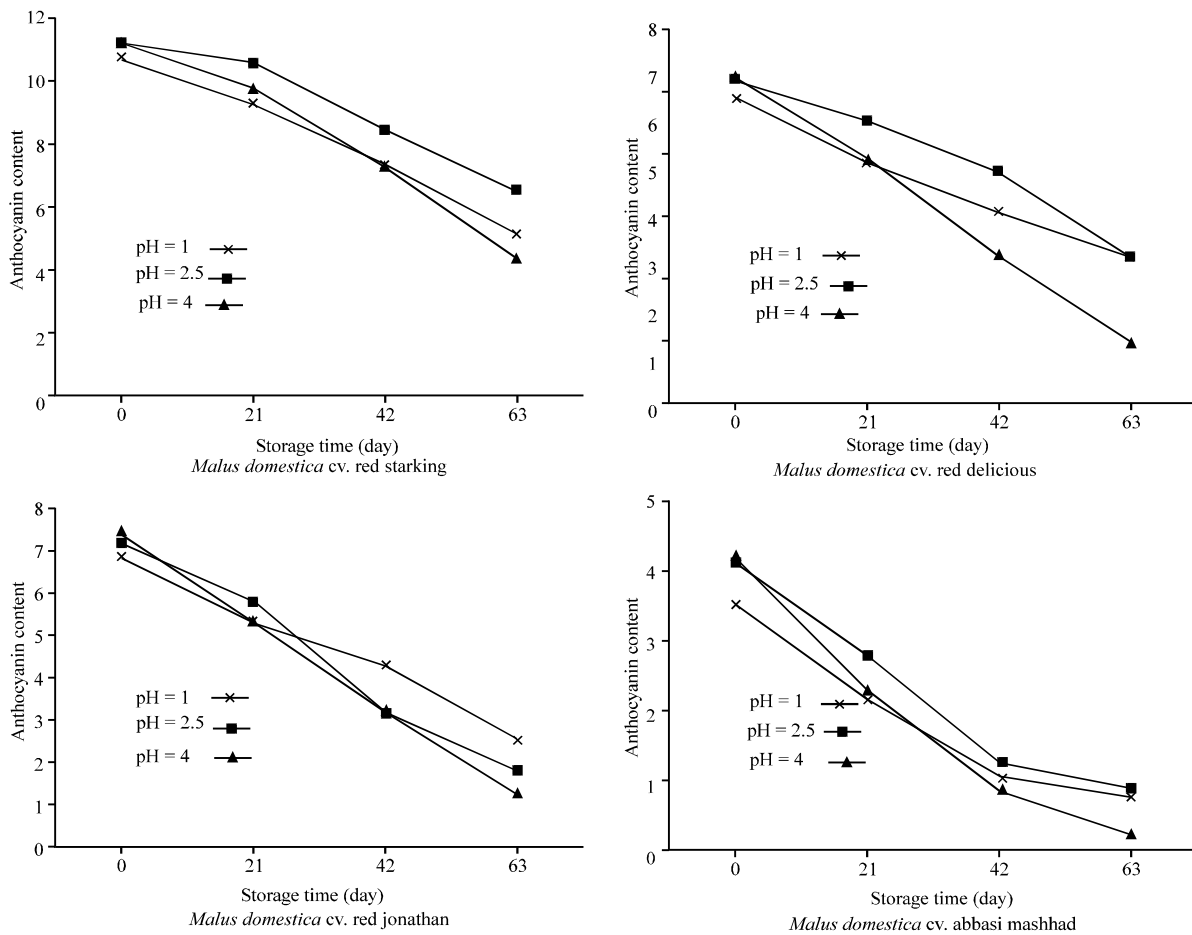 12
10
8
6
4
2
0
Anthocyanin content
pH = 1
pH = 2.5
pH = 4
0 21 42 63
Storage time (day)
Malus domestica cv. red starking
8
7
6
5
4
3
2
1
0
Anthocyanin content
pH = 1
pH = 2.5
pH = 4
0 21 42 63
Storage time (day)
Malus domestica cv. red delicious
8
7
6
5
4
3
2
1
0
Anthocyanin content
pH = 1
pH = 2.5
pH = 4
0 21 42 63
Storage time (day)
Malus domestica cv. red jonathan
5
4
3
2
1
0
Anthocyanin content
pH = 1
pH = 2.5
pH = 4
0 21 42 63
Storage time (day)
Malus domestica cv. abbasi mashhad